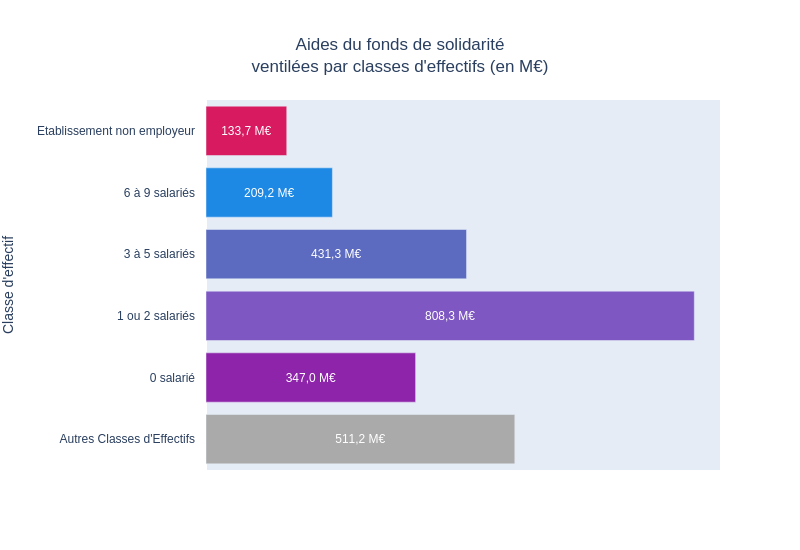 Aides du fonds de solidarité
ventilées par classes d'effectifs (en M€)
Classe d'effectif
Etablissement non employeur
133,7 M€
6 à 9 salariés
209,2 M€
3 à 5 salariés
431,3 M€
1 ou 2 salariés
808,3 M€
0 salarié
347,0 M€
Autres Classes d'Effectifs
511,2 M€